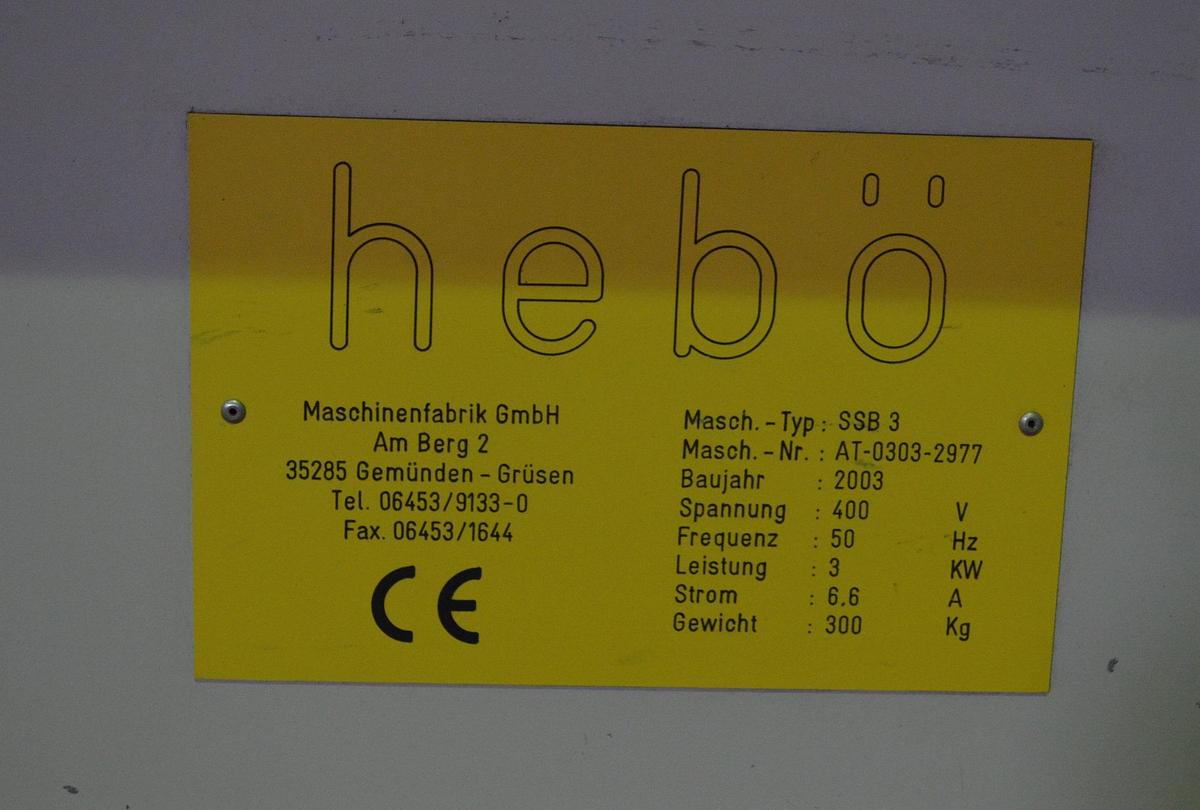 hebö
Maschinenfabrik GmbH
Am Berg 2
35285 Gemünden - Grüsen
Tel. 06453/9133-0
Fax. 06453/1644
CE
Masch. - Typ : SSB 3
Masch. - Nr. : AT-0303-2977
Baujahr : 2003
Spannung : 400 V
Frequenz : 50 Hz
Leistung : 3 KW
Strom : 6.6 A
Gewicht : 300 Kg